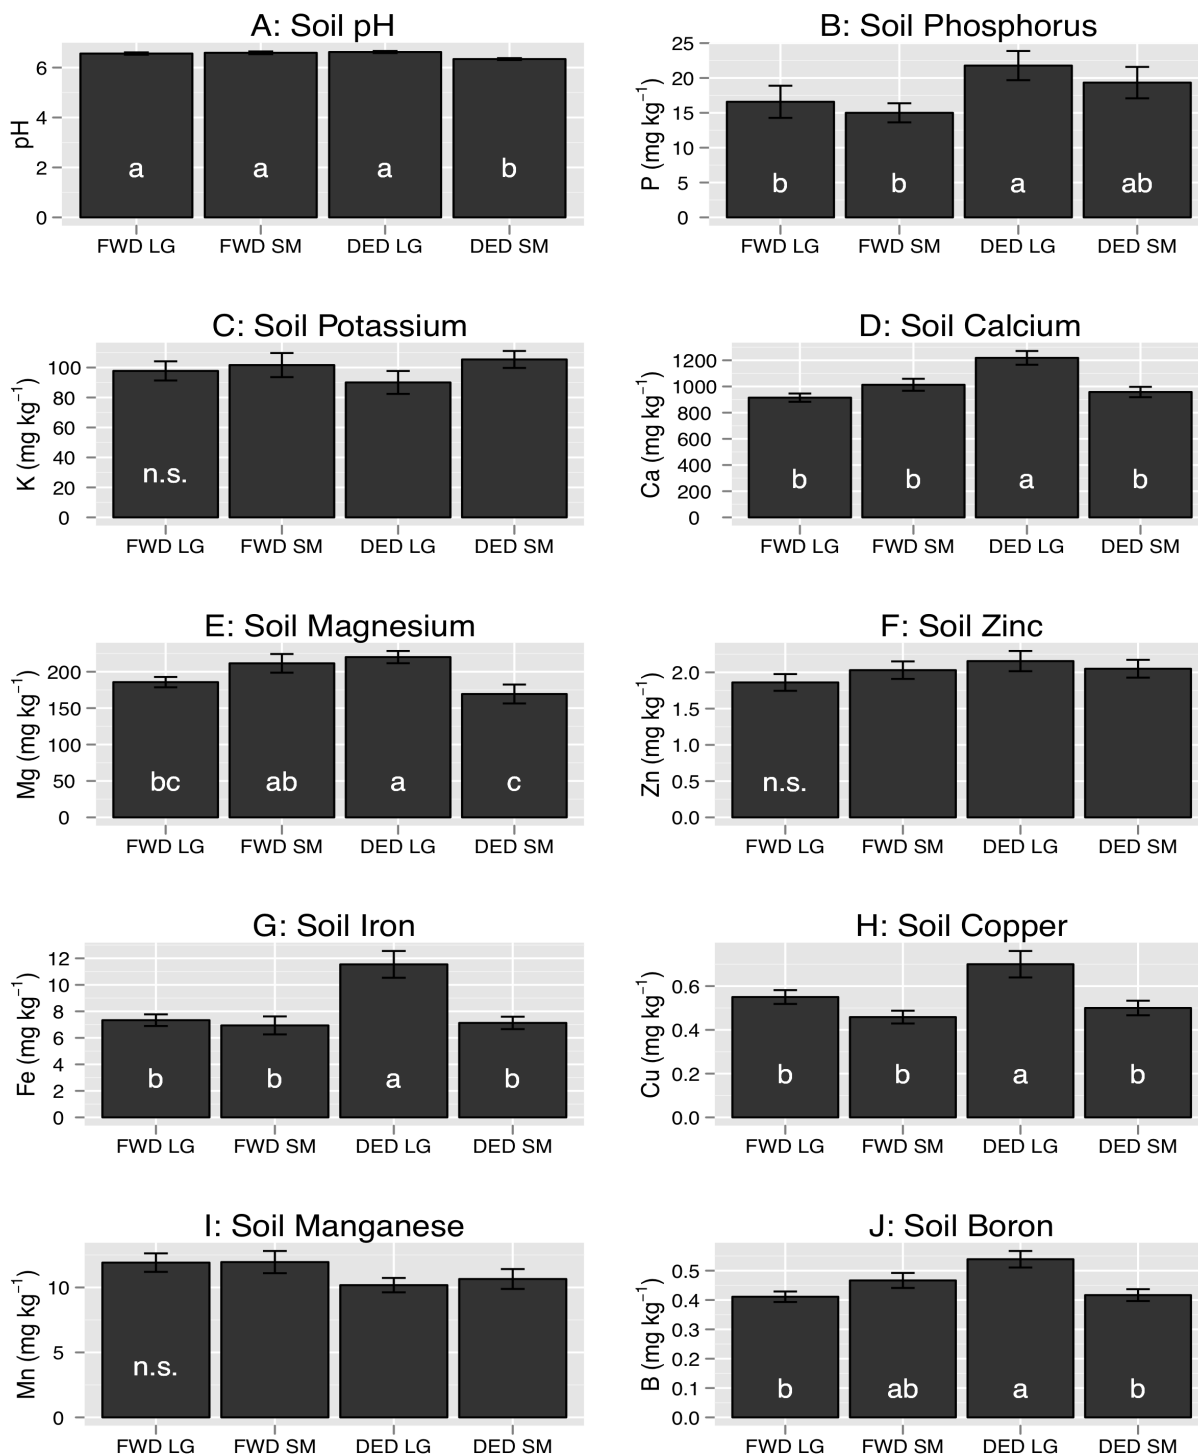 A: Soil pH
pH
6
4
2
0
a
a
a
b
FWD LG
FWD SM
DED LG
DED SM
B: Soil Phosphorus
P (mg kg⁻¹)
25
20
15
10
5
0
b
b
a
ab
FWD LG
FWD SM
DED LG
DED SM
C: Soil Potassium
K (mg kg⁻¹)
100
80
60
40
20
0
n.s.
FWD LG
FWD SM
DED LG
DED SM
D: Soil Calcium
Ca (mg kg⁻¹)
1200
1000
800
600
400
200
0
b
b
a
b
FWD LG
FWD SM
DED LG
DED SM
E: Soil Magnesium
Mg (mg kg⁻¹)
200
150
100
50
0
bc
ab
a
c
FWD LG
FWD SM
DED LG
DED SM
F: Soil Zinc
Zn (mg kg⁻¹)
2.0
1.5
1.0
0.5
0.0
n.s.
FWD LG
FWD SM
DED LG
DED SM
G: Soil Iron
Fe (mg kg⁻¹)
12
10
8
6
4
2
0
b
b
a
b
FWD LG
FWD SM
DED LG
DED SM
H: Soil Copper
Cu (mg kg⁻¹)
0.6
0.4
0.2
0.0
b
b
a
b
FWD LG
FWD SM
DED LG
DED SM
I: Soil Manganese
Mn (mg kg⁻¹)
10
5
0
n.s.
FWD LG
FWD SM
DED LG
DED SM
J: Soil Boron
B (mg kg⁻¹)
0.5
0.4
0.3
0.2
0.1
0.0
b
ab
a
b
FWD LG
FWD SM
DED LG
DED SM